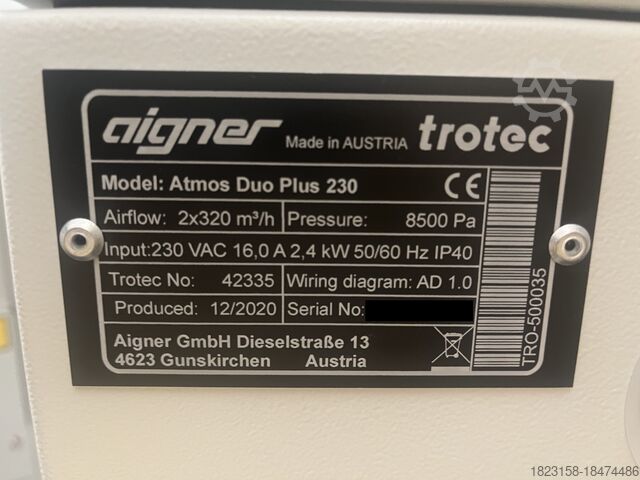 aigner Made in AUSTRIA trotec
Model: Atmos Duo Plus 230 CE
Airflow: 2x320 m³/h Pressure: 8500 Pa
Input:230 VAC 16,0 A 2,4 kW 50/60 Hz IP40
Trotec No: 42335 Wiring diagram: AD 1.0
Produced: 12/2020 Serial No:
Aigner GmbH Dieselstraße 13
4623 Gunskirchen Austria
TRO-500035
1823158-18474486